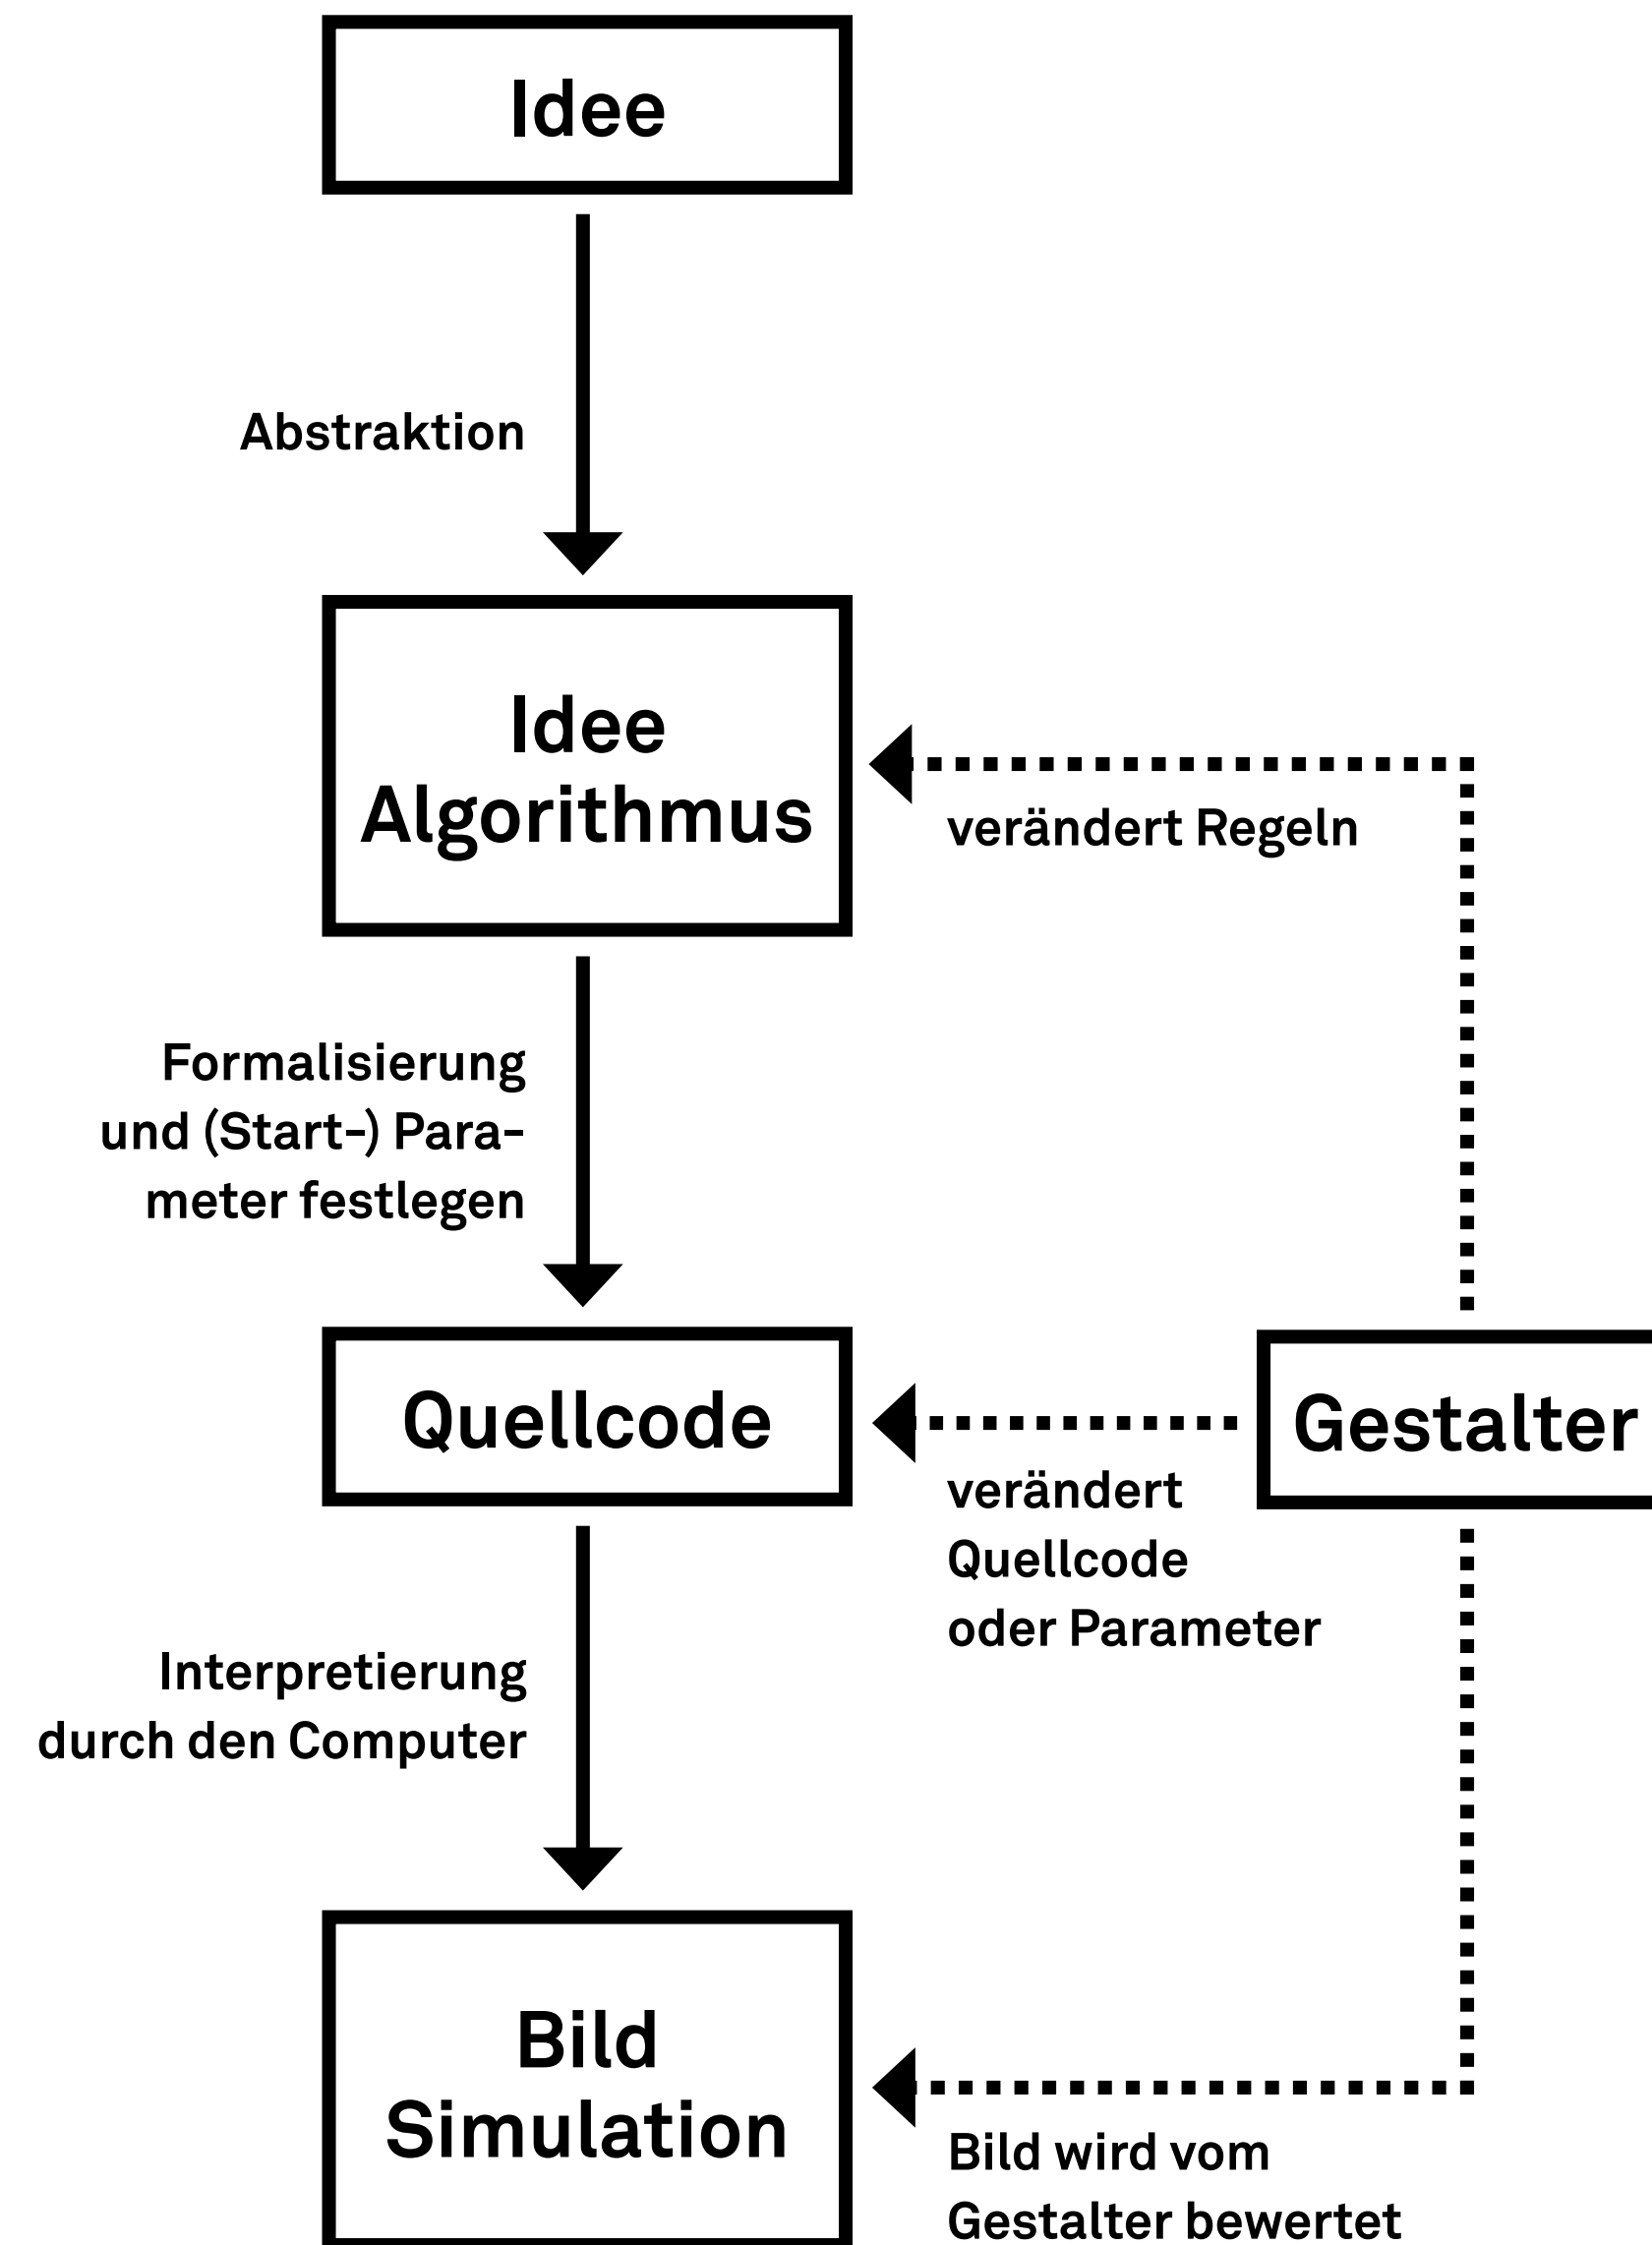 Idee
Abstraktion
Idee
Algorithmus
verändert Regeln
Formalisierung
und (Start-) Para-
meter festlegen
Quellcode
Gestalter
verändert
Quellcode
oder Parameter
Interpretierung
durch den Computer
Bild
Simulation
Bild wird vom
Gestalter bewertet